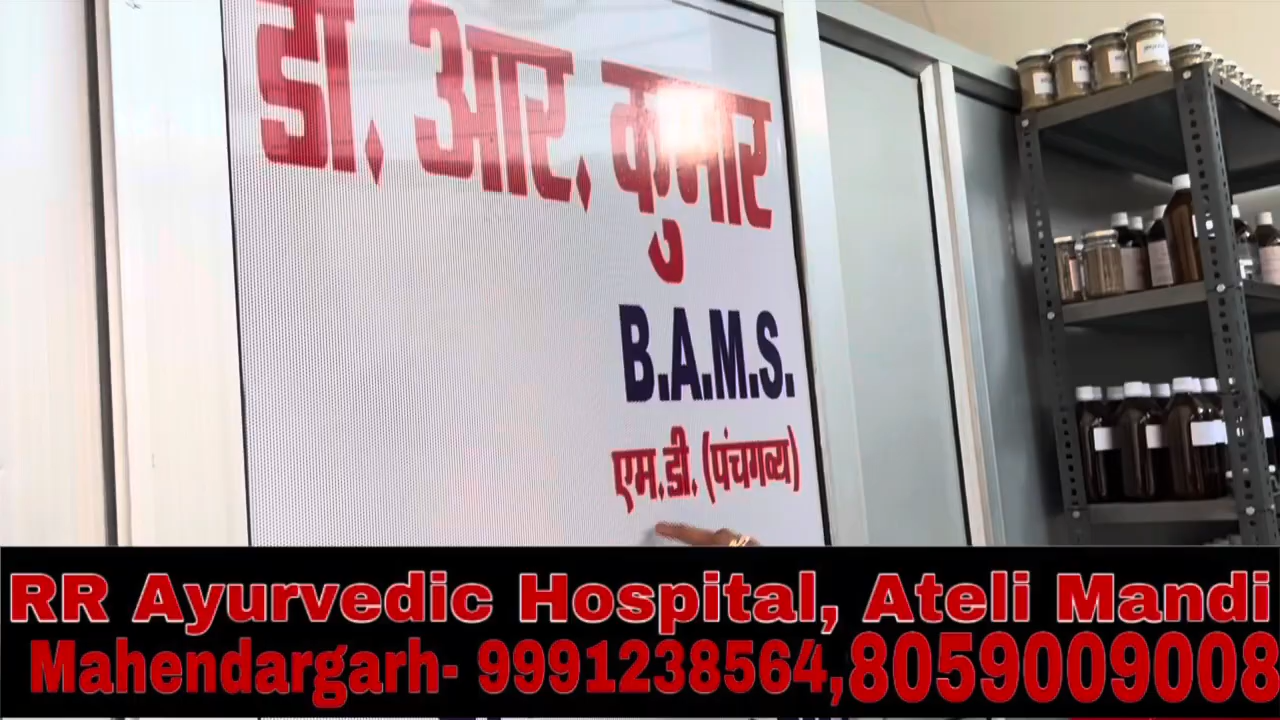 डी. आर. कुमार
B.A.M.S.
एम.डी. (पंचगव्य)
RR Ayurvedic Hospital, Ateli Mandi
Mahendargarh- 9991238564,8059009008